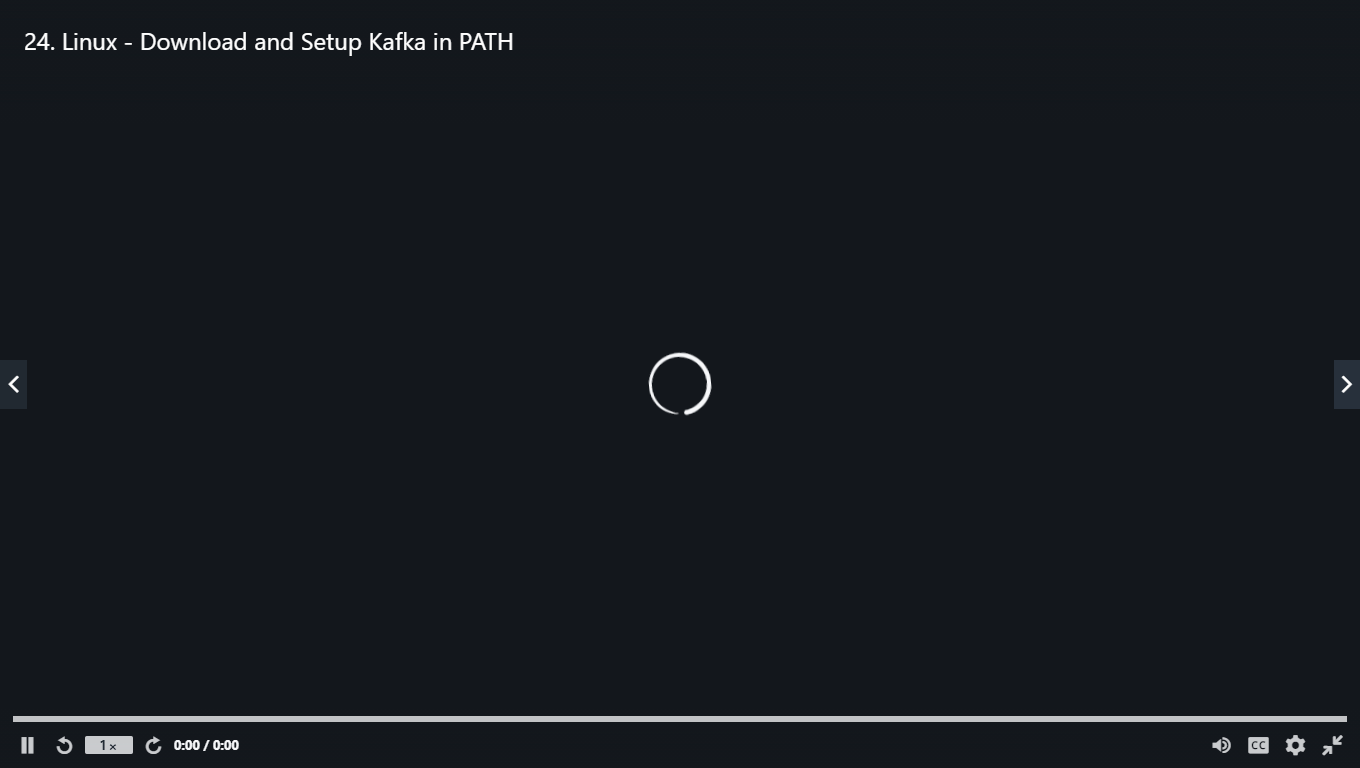 24. Linux - Download and Setup Kafka in PATH
1 x
0:00 / 0:00
CC